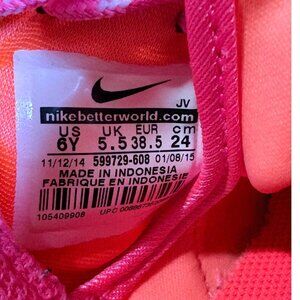 JV
nikebetterworld.com
US UK EUR cm
6Y 5.5 38.5 24
11/12/14 599729-608 01/08/15
MADE IN INDONESIA
FABRIQUE EN INDONESIE
105409908
UPC